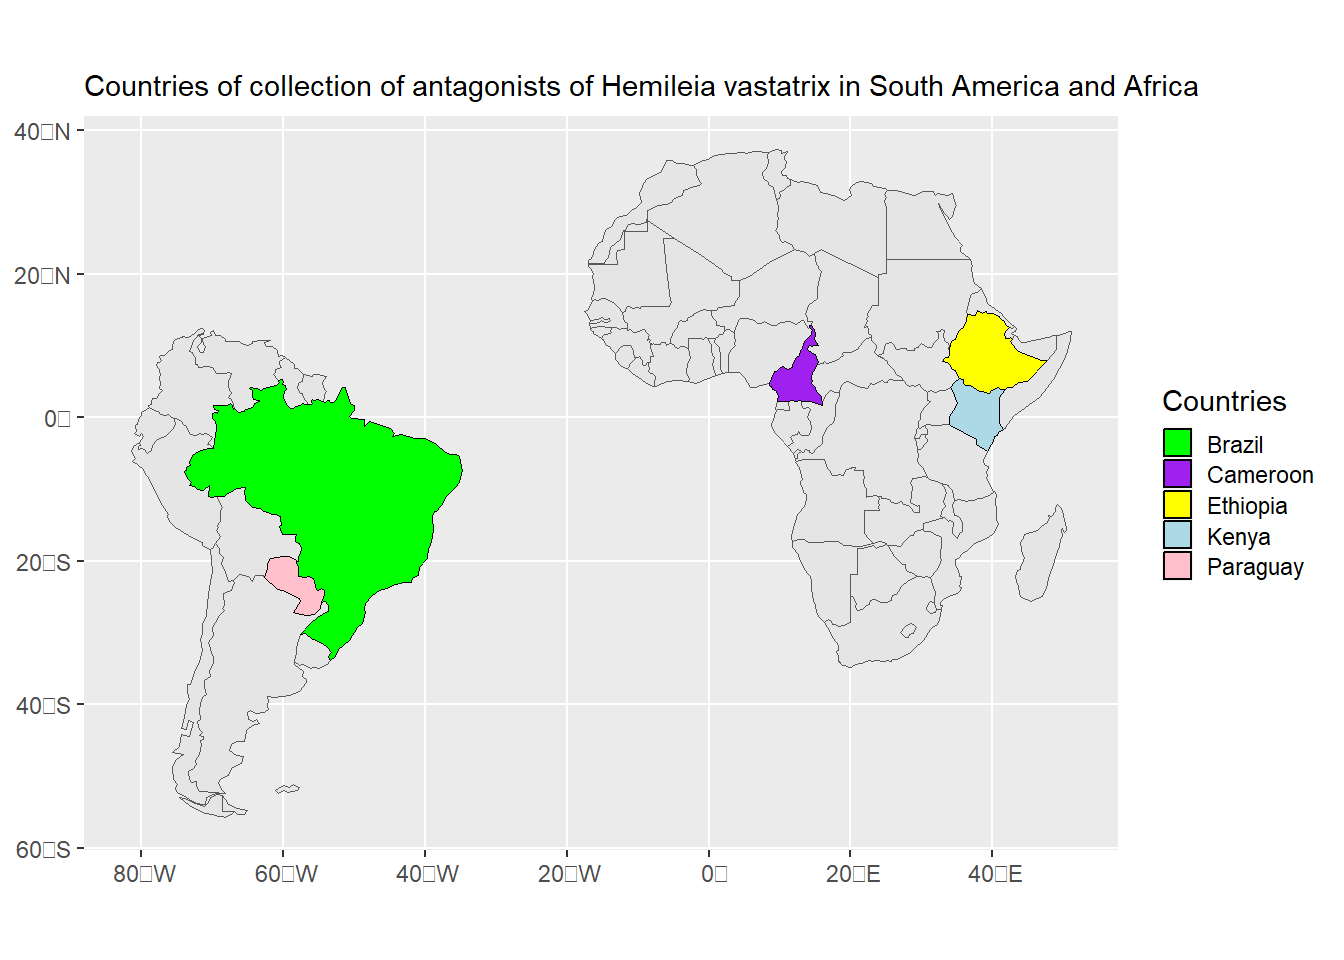 Countries of collection of antagonists of Hemileia vastatrix in South America and Africa
40□N
20□N
0□
20□S
40□S
60□S
80□W
60□W
40□W
20□W
0□
20□E
40□E
Countries
Brazil
Cameroon
Ethiopia
Kenya
Paraguay